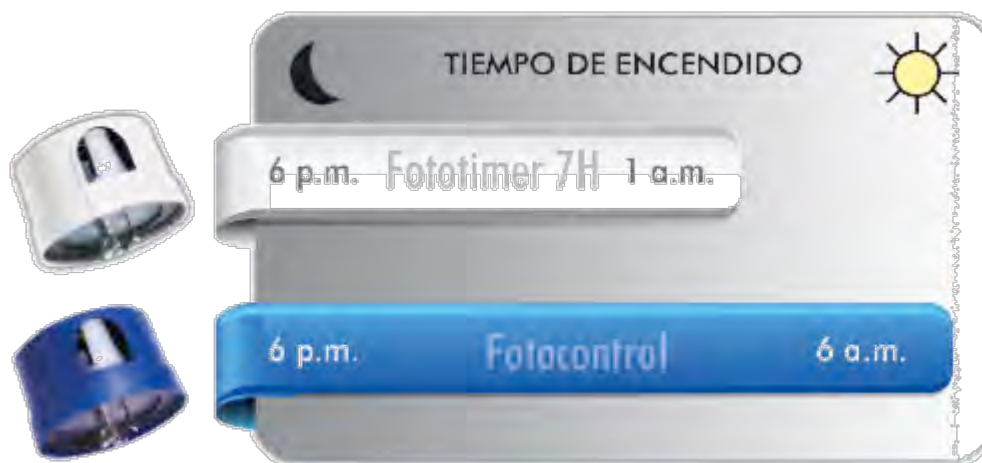 TIEMPO DE ENCENDIDO
6 p.m. Fototimer 7H 1 a.m.
6 p.m. Fotocontrol 6 a.m.